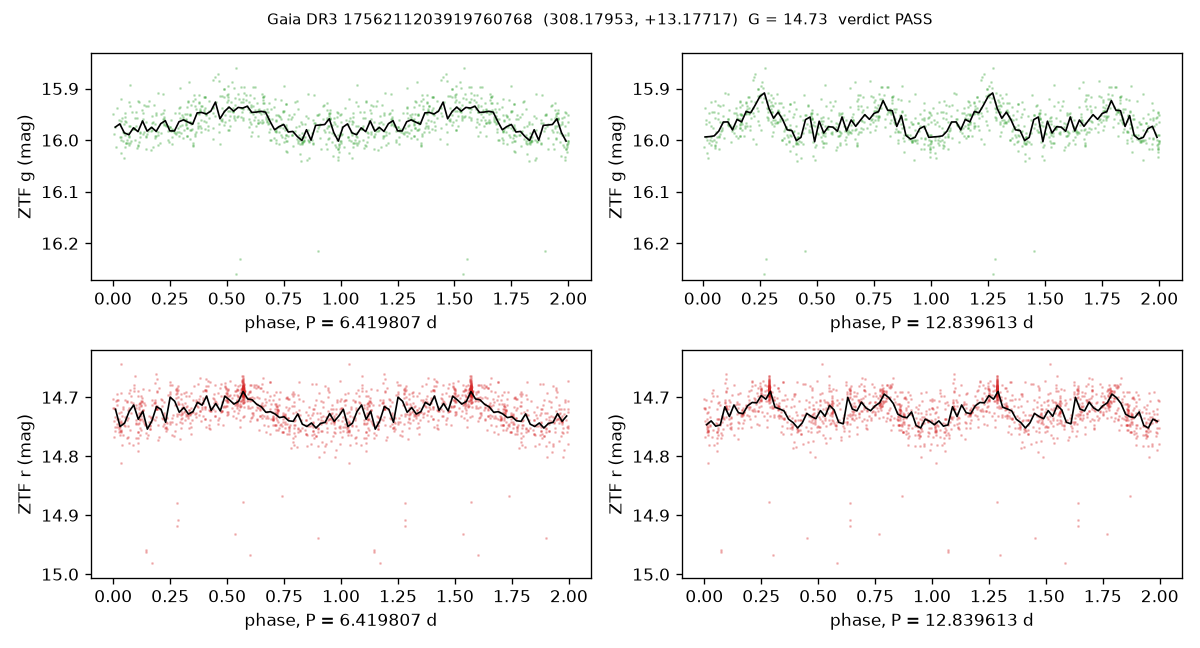 Gaia DR3 1756211203919760768 (308.17953, +13.17717) G = 14.73 verdict PASS
ZTF g (mag)
15.9
16.0
16.1
16.2
0.00 0.25 0.50 0.75 1.00 1.25 1.50 1.75 2.00
phase, P = 6.419807 d
ZTF g (mag)
15.9
16.0
16.1
16.2
0.00 0.25 0.50 0.75 1.00 1.25 1.50 1.75 2.00
phase, P = 12.839613 d
ZTF r (mag)
14.7
14.8
14.9
15.0
0.00 0.25 0.50 0.75 1.00 1.25 1.50 1.75 2.00
phase, P = 6.419807 d
ZTF r (mag)
14.7
14.8
14.9
15.0
0.00 0.25 0.50 0.75 1.00 1.25 1.50 1.75 2.00
phase, P = 12.839613 d